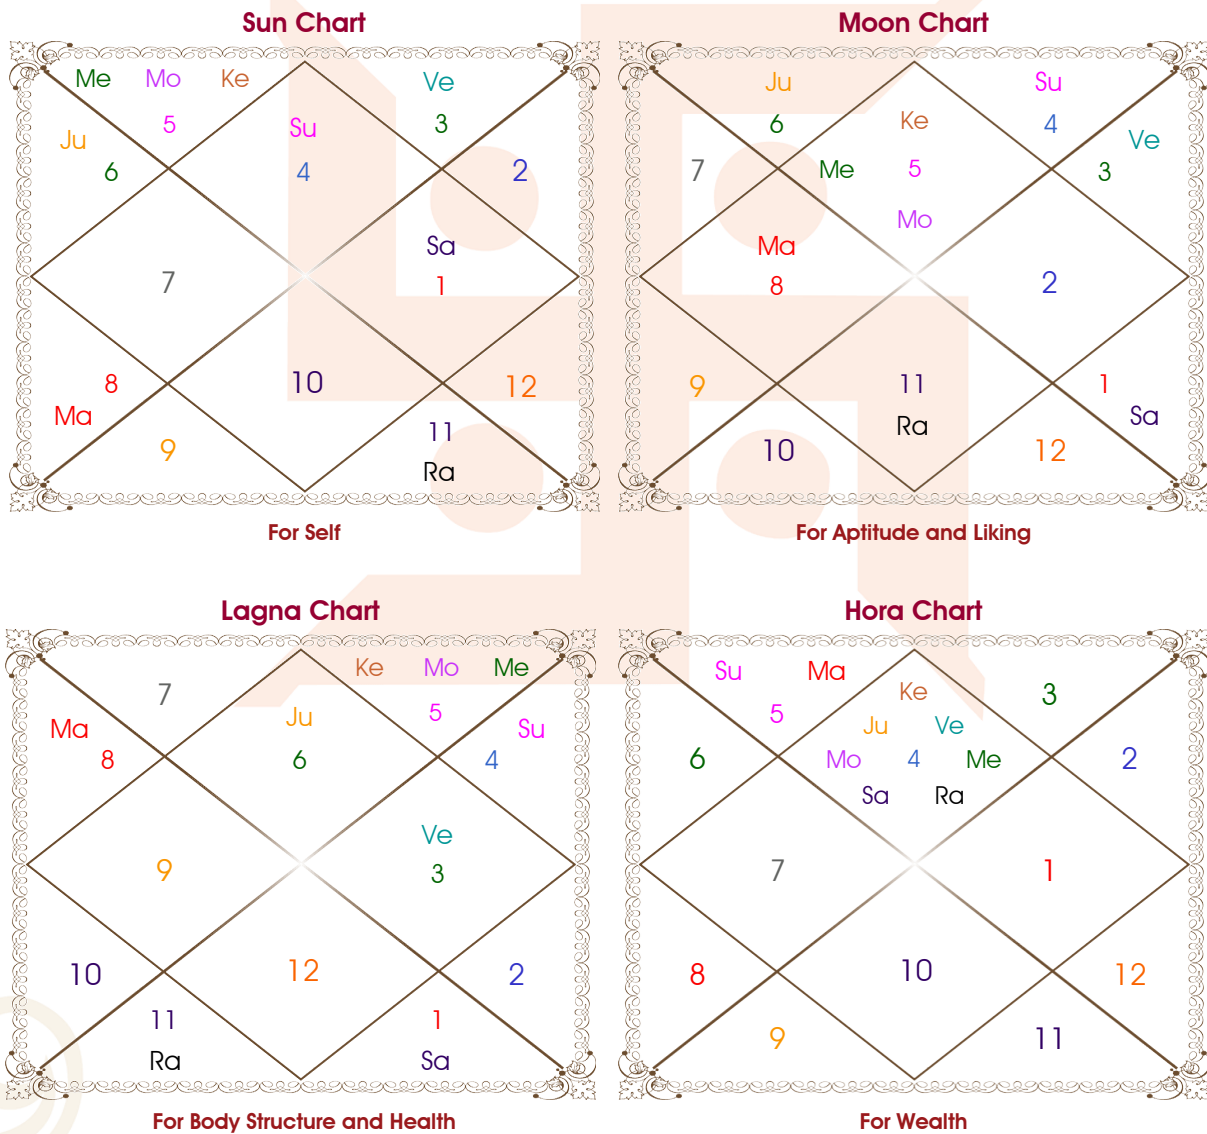 Sun Chart
Me Mo Ke Ve
5 Su 3
Ju 4 2
6
Sa
7 1
8 10 12
Ma 11
9 Ra
For Self
Moon Chart
Ju Su
6 Ke 4 Ve
7 Me 5 3
Mo
Ma
8 2
9 11 1
Ra Sa
10 12
For Aptitude and Liking
Lagna Chart
7 Ke Mo Me
Ju 5
Ma Su
8 6 4
Ve
9 3
10 12 2
11 1
Ra Sa
For Body Structure and Health
Hora Chart
Su Ma
Ke 3
5 Ju Ve
6 Mo 4 Me 2
Sa Ra
7 1
8 10 12
9 11
For Wealth